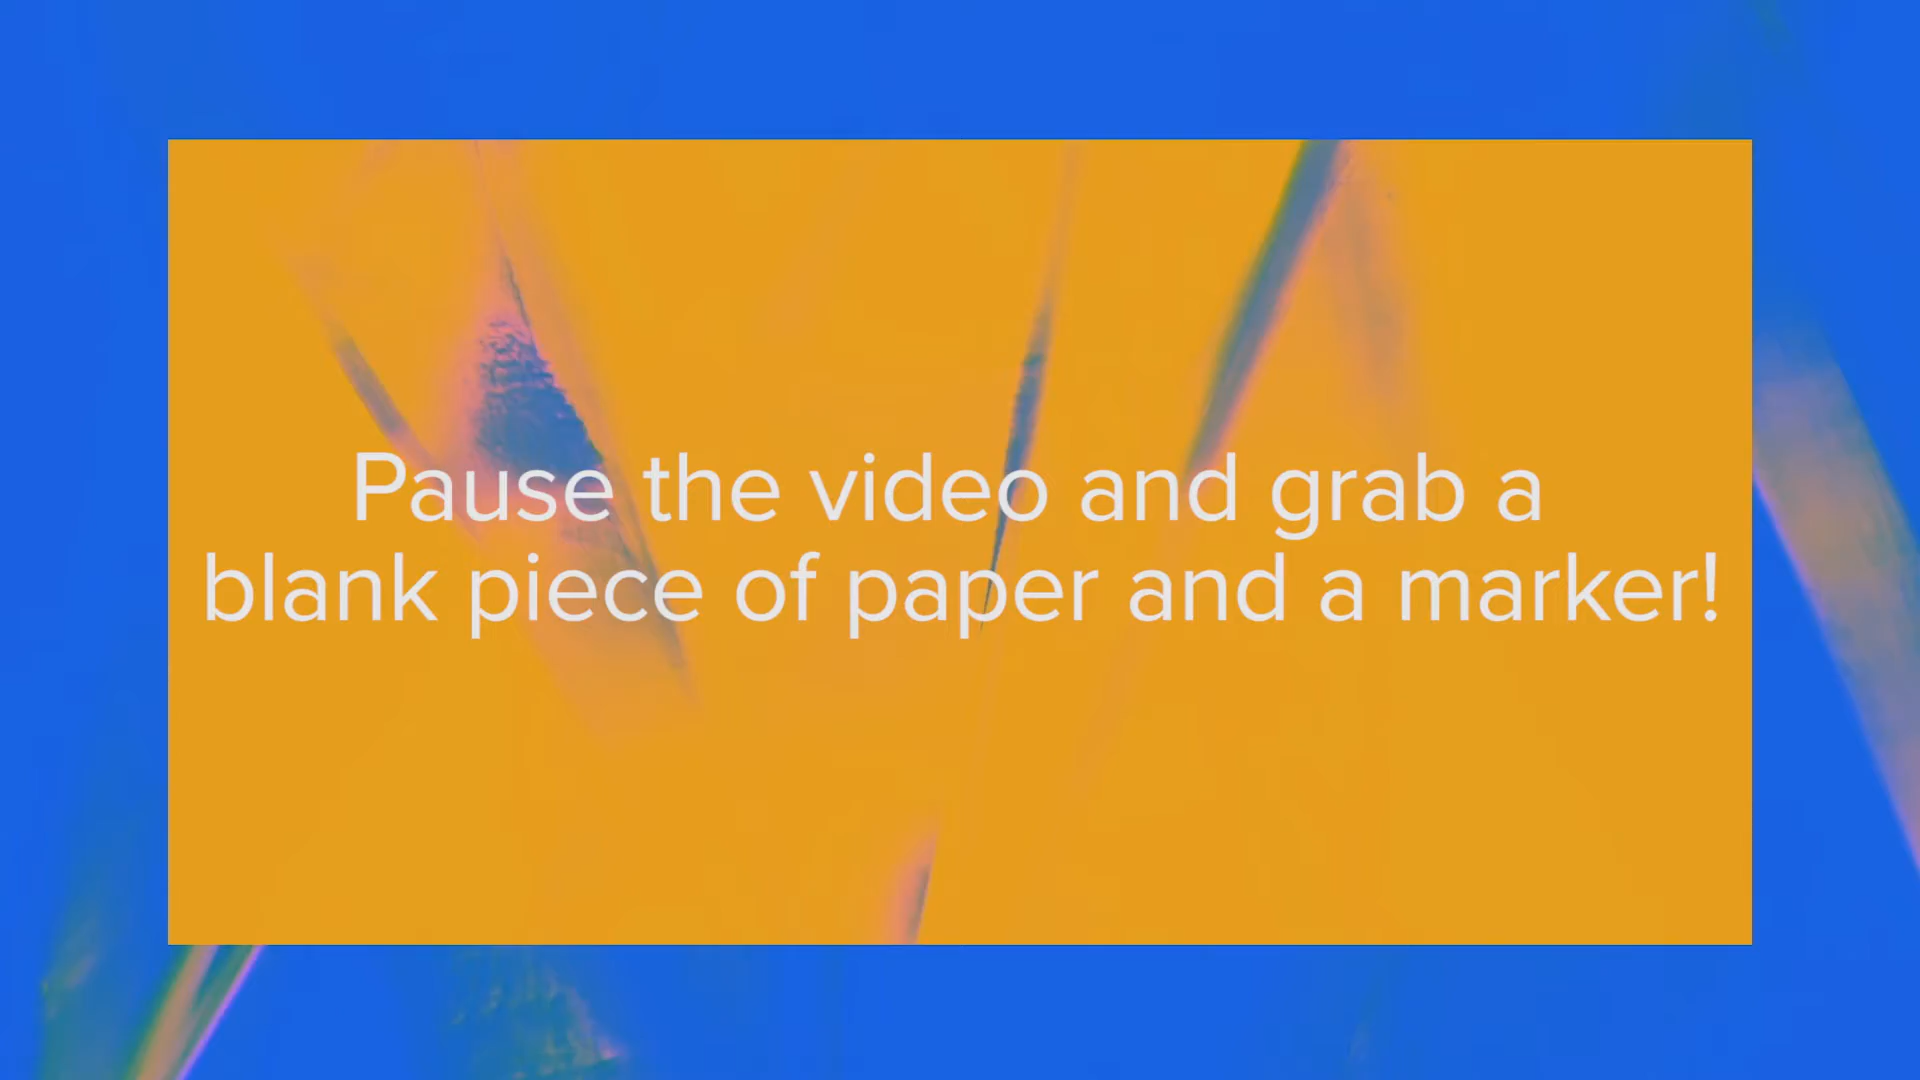 Pause the video and grab a
blank piece of paper and a marker!